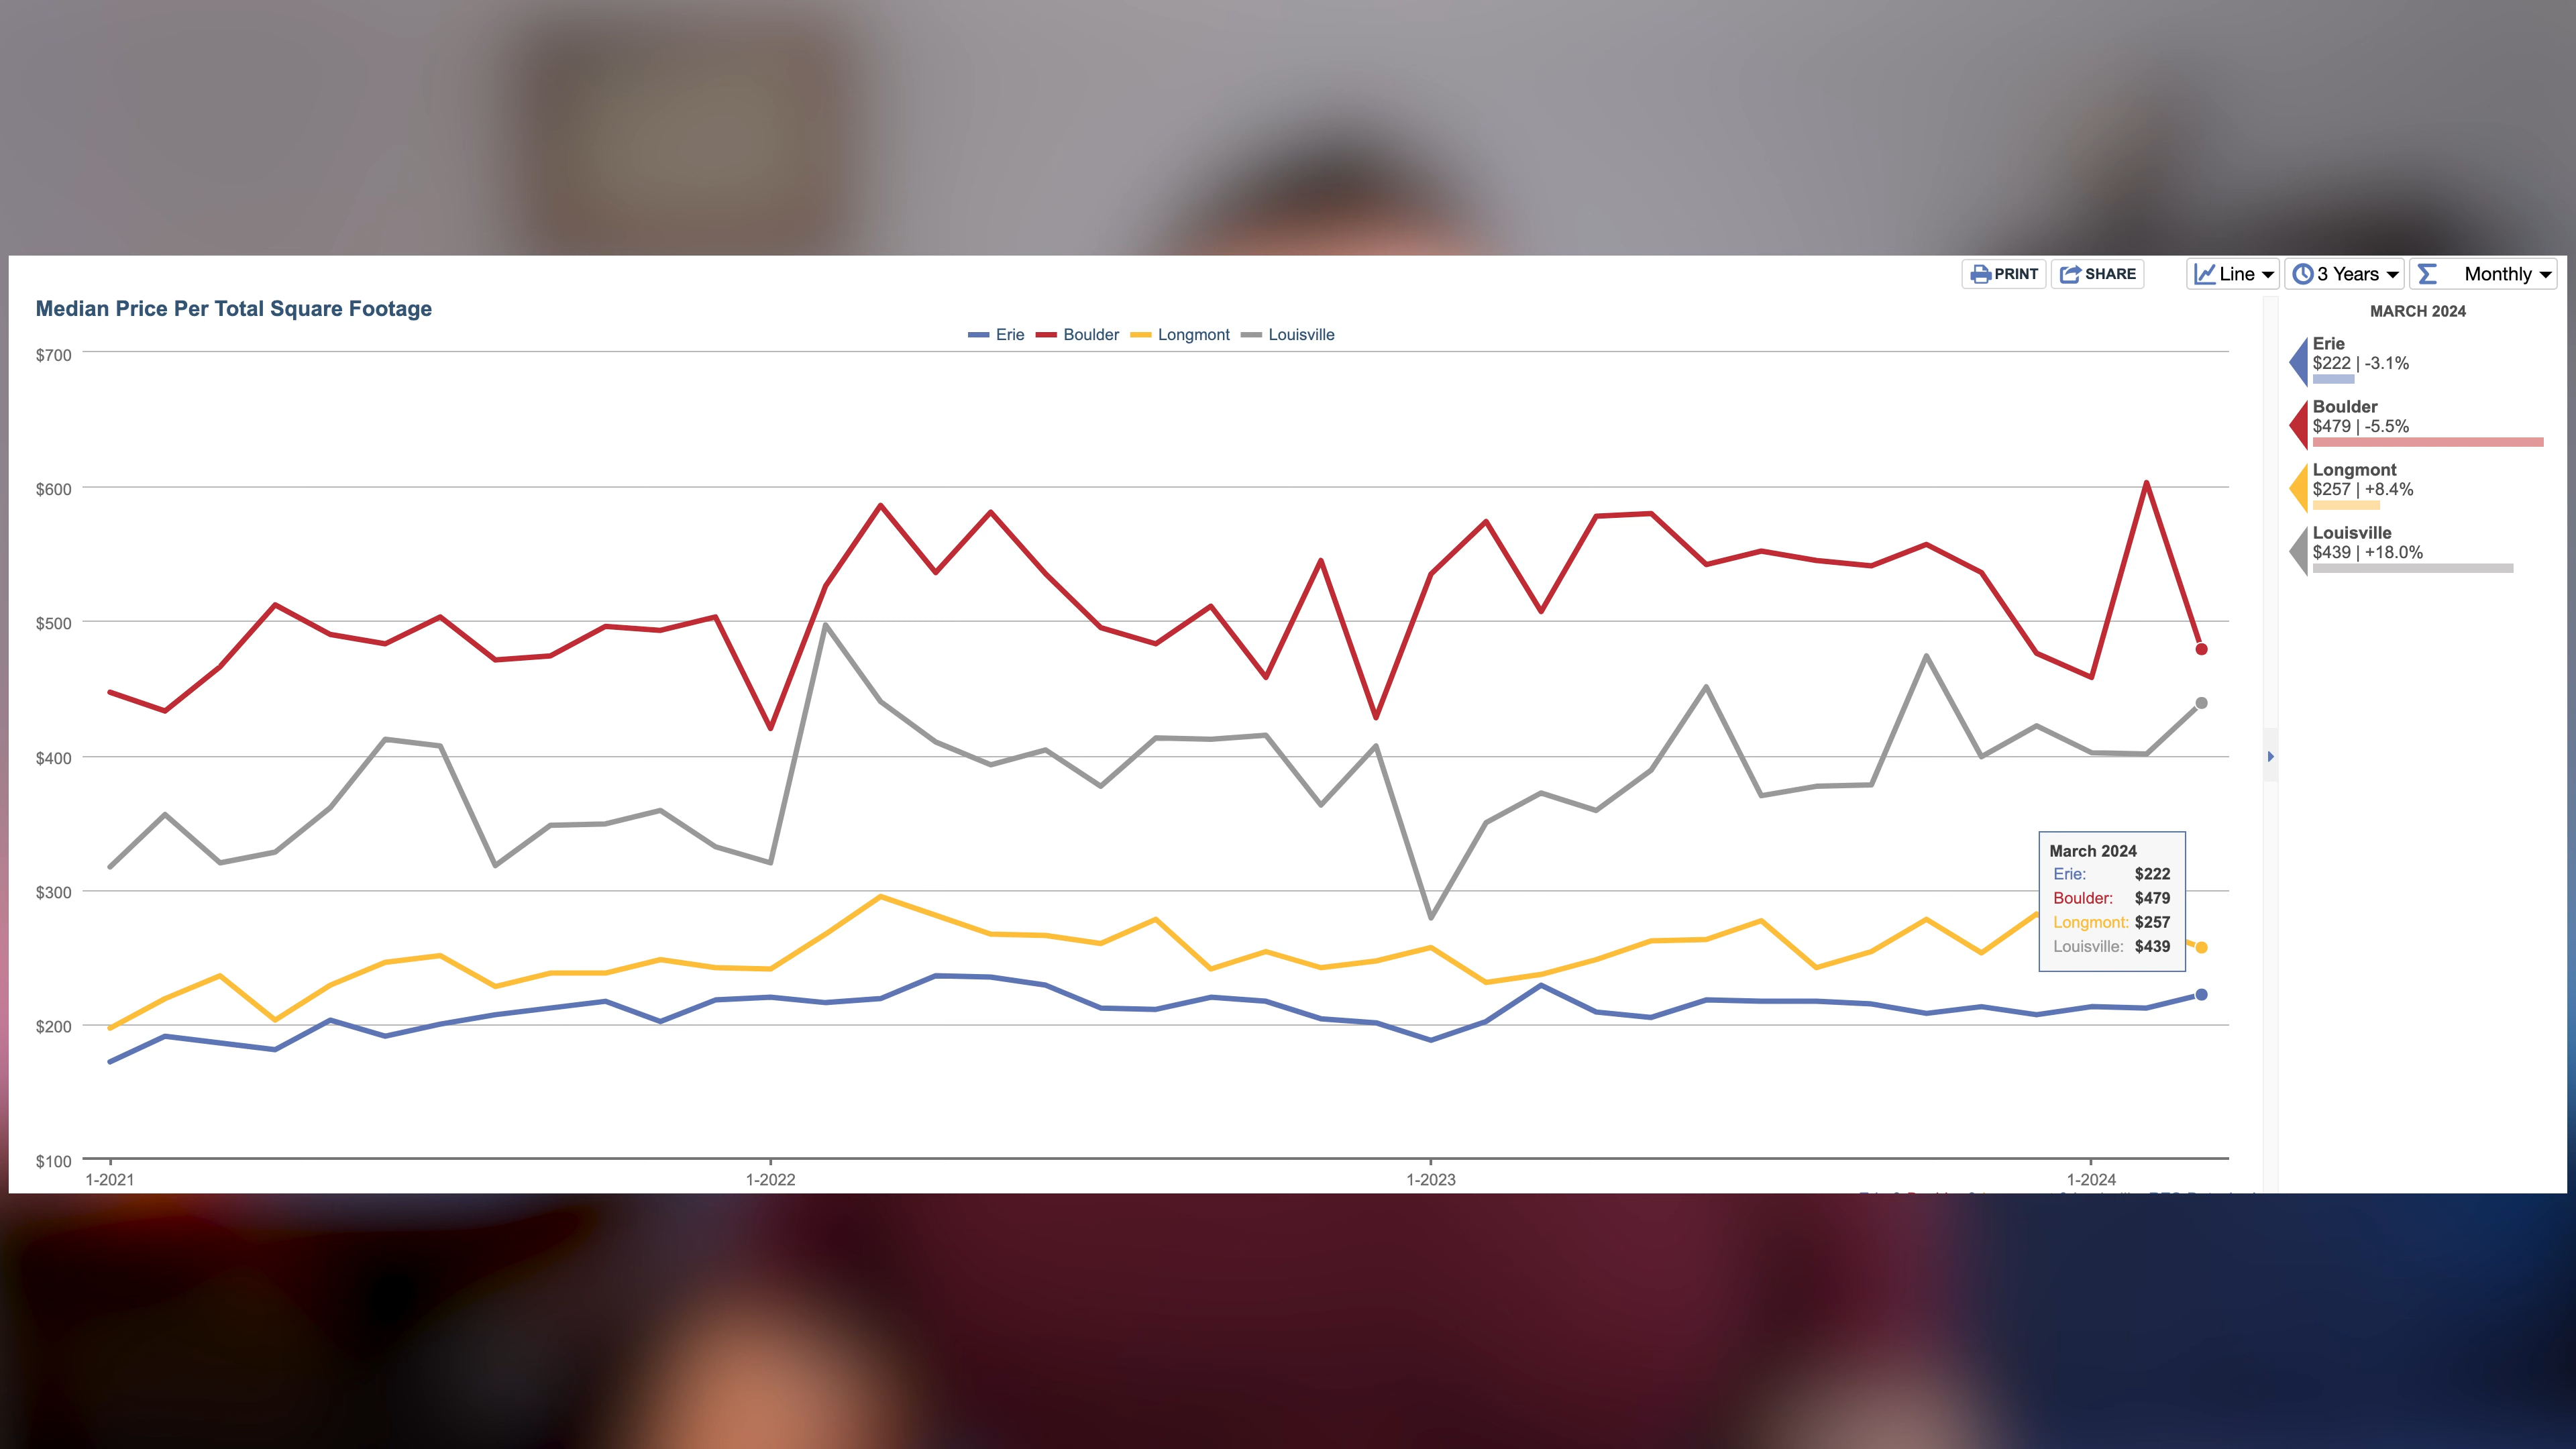 PRINT SHARE Line 3 Years Monthly
Median Price Per Total Square Footage
MARCH 2024
Erie Boulder Longmont Louisville
$700
$600
$500
$400
$300
$200
$100
1-2021 1-2022 1-2023 1-2024
March 2024
Erie: $222
Boulder: $479
Longmont: $257
Louisville: $439
Erie
$222 | -3.1%
Boulder
$479 | -5.5%
Longmont
$257 | +8.4%
Louisville
$439 | +18.0%